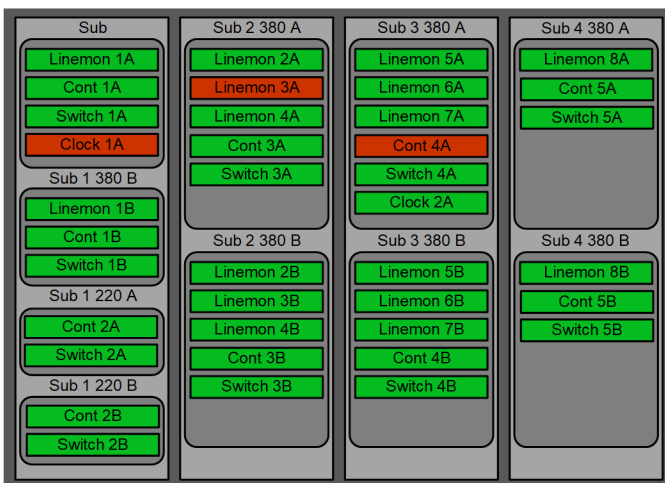 Sub
Linemon 1A
Cont 1A
Switch 1A
Clock 1A
Sub 1 380 B
Linemon 1B
Cont 1B
Switch 1B
Sub 1 220 A
Cont 2A
Switch 2A
Sub 1 220 B
Cont 2B
Switch 2B
Sub 2 380 A
Linemon 2A
Linemon 3A
Linemon 4A
Cont 3A
Switch 3A
Sub 2 380 B
Linemon 2B
Linemon 3B
Linemon 4B
Cont 3B
Switch 3B
Sub 3 380 A
Linemon 5A
Linemon 6A
Linemon 7A
Cont 4A
Switch 4A
Clock 2A
Sub 3 380 B
Linemon 5B
Linemon 6B
Linemon 7B
Cont 4B
Switch 4B
Sub 4 380 A
Linemon 8A
Cont 5A
Switch 5A
Sub 4 380 B
Linemon 8B
Cont 5B
Switch 5B